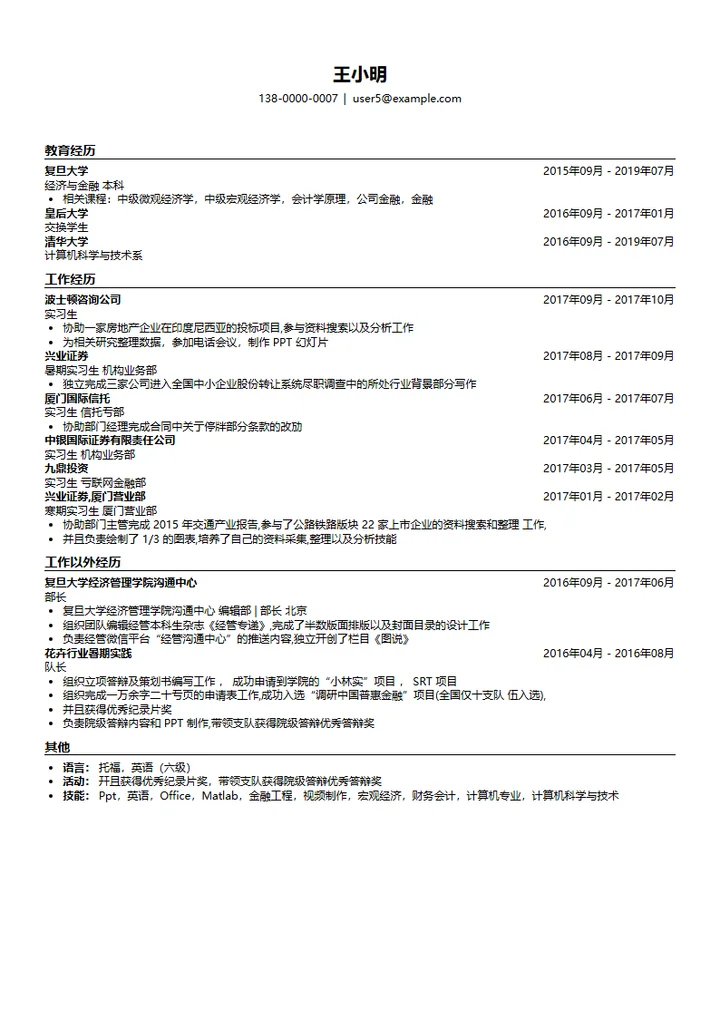 王小明
138-0000-0007 | user5@example.com
教育经历
复旦大学 2015年09月 - 2019年07月
经济与金融 本科
• 相关课程：中级微观经济学，中级宏观经济学，会计学原理，公司金融，金融
皇后大学 2016年09月 - 2017年01月
交换学生
清华大学 2016年09月 - 2019年07月
计算机科学与技术系
工作经历
波士顿咨询公司 2017年09月 - 2017年10月
实习生
• 协助一家房地产企业在印度尼西亚的投标项目,参与资料搜索以及分析工作
• 为相关研究整理数据，参加电话会议，制作 PPT 幻灯片
兴业证券 2017年08月 - 2017年09月
暑期实习生 机构业务部
• 独立完成三家公司进入全国中小企业股份转让系统尽职调查中的所处行业背景部分写作
厦门国际信托 2017年06月 - 2017年07月
实习生 信托亏部
• 协助部门经理完成合同中关亍停牌部分条款的改劢
中银国际证券有限责任公司 2017年04月 - 2017年05月
实习生 机构业务部
九鼎投资 2017年03月 - 2017年05月
实习生 亏联网金融部
兴业证券,厦门营业部 2017年01月 - 2017年02月
寒期实习生 厦门营业部
• 协助部门主管完成 2015 年交通产业报告,参与了公路铁路版块 22 家上市企业的资料搜索和整理 工作,
• 并且负责绘制了 1/3 的图表,培养了自己的资料采集,整理以及分析技能
工作以外经历
复旦大学经济管理学院沟通中心 2016年09月 - 2017年06月
部长
• 复旦大学经济管理学院沟通中心 编辑部 | 部长 北京
• 组织团队编辑经管本科生杂志《经管专递》,完成了半数版面排版以及封面目录的设计工作
• 负责经管微信平台“经管沟通中心”的推送内容,独立开创了栏目《图说》
花卉行业暑期实践 2016年04月 - 2016年08月
队长
• 组织立项答辩及策划书编写工作 ， 成功申请到学院的“小林实”项目 ， SRT 项目
• 组织完成一万余字二十亏页的申请表工作,成功入选“调研中国普惠金融”项目(全国仅十支队 伍入选),
• 并且获得优秀纪录片奖
• 负责院级答辩内容和 PPT 制作,带领支队获得院级答辩优秀答辩奖
其他
• 语言： 托福，英语（六级）
• 活动： 幵且获得优秀纪录片奖，带领支队获得院级答辩优秀答辩奖
• 技能： Ppt，英语，Office，Matlab，金融工程，视频制作，宏观经济，财务会计，计算机专业，计算机科学与技术